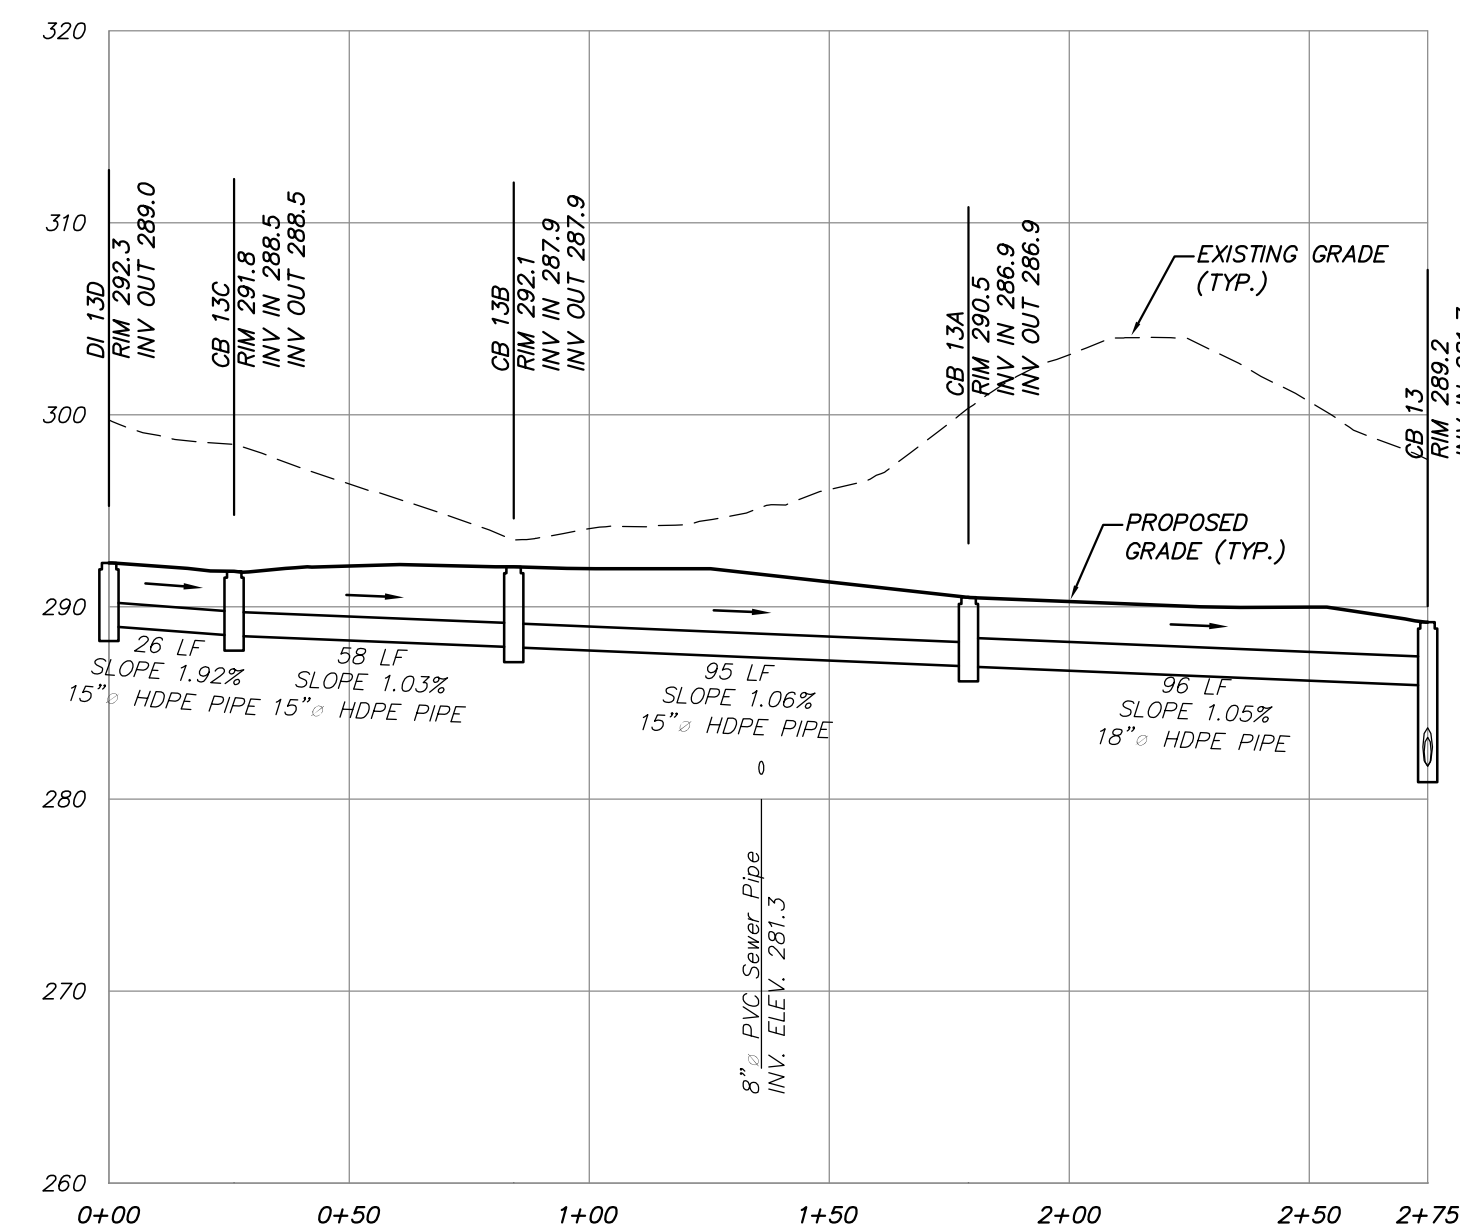 320
310
300
290
280
270
260
DI 13D
RIM 292.3
INV OUT 289.0
CB 13C
RIM 291.8
INV IN 288.5
INV OUT 288.5
CB 13B
RIM 292.1
INV IN 287.9
INV OUT 287.9
CB 13A
RIM 290.5
INV IN 286.9
INV OUT 286.9
CB 13
RIM 289.2
EXISTING GRADE
(TYP.)
PROPOSED
GRADE (TYP.)
26 LF
SLOPE 1.92%
15"⌀ HDPE PIPE
58 LF
SLOPE 1.03%
15"⌀ HDPE PIPE
95 LF
SLOPE 1.06%
15"⌀ HDPE PIPE
96 LF
SLOPE 1.05%
18"⌀ HDPE PIPE
8"⌀ PVC Sewer Pipe
INV. ELEV. 281.3
0+00
0+50
1+00
1+50
2+00
2+50
2+75